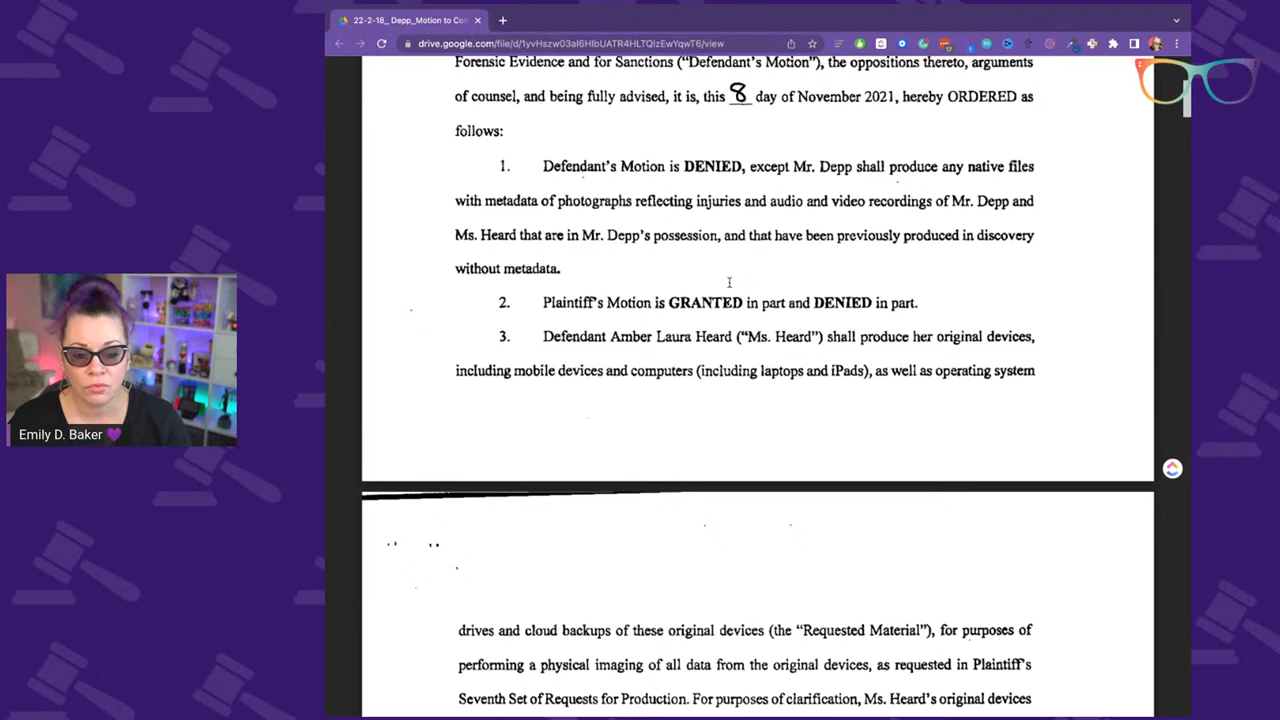 22-2-18_ Depp_Motion to Co
drive.google.com/file/d/1yvHszw03aI6HIbUATR4HLTQIzEwYqwT6/view
Forensic Evidence and for Sanctions ("Defendant's Motion"), the oppositions thereto, arguments
of counsel, and being fully advised, it is, this 8 day of November 2021, hereby ORDERED as
follows:
1. Defendant's Motion is DENIED, except Mr. Depp shall produce any native files
with metadata of photographs reflecting injuries and audio and video recordings of Mr. Depp and
Ms. Heard that are in Mr. Depp's possession, and that have been previously produced in discovery
without metadata.
2. Plaintiff's Motion is GRANTED in part and DENIED in part.
3. Defendant Amber Laura Heard ("Ms. Heard") shall produce her original devices,
including mobile devices and computers (including laptops and iPads), as well as operating system
Emily D. Baker 💜
drives and cloud backups of these original devices (the "Requested Material"), for purposes of
performing a physical imaging of all data from the original devices, as requested in Plaintiff's
Seventh Set of Requests for Production. For purposes of clarification, Ms. Heard's original devices